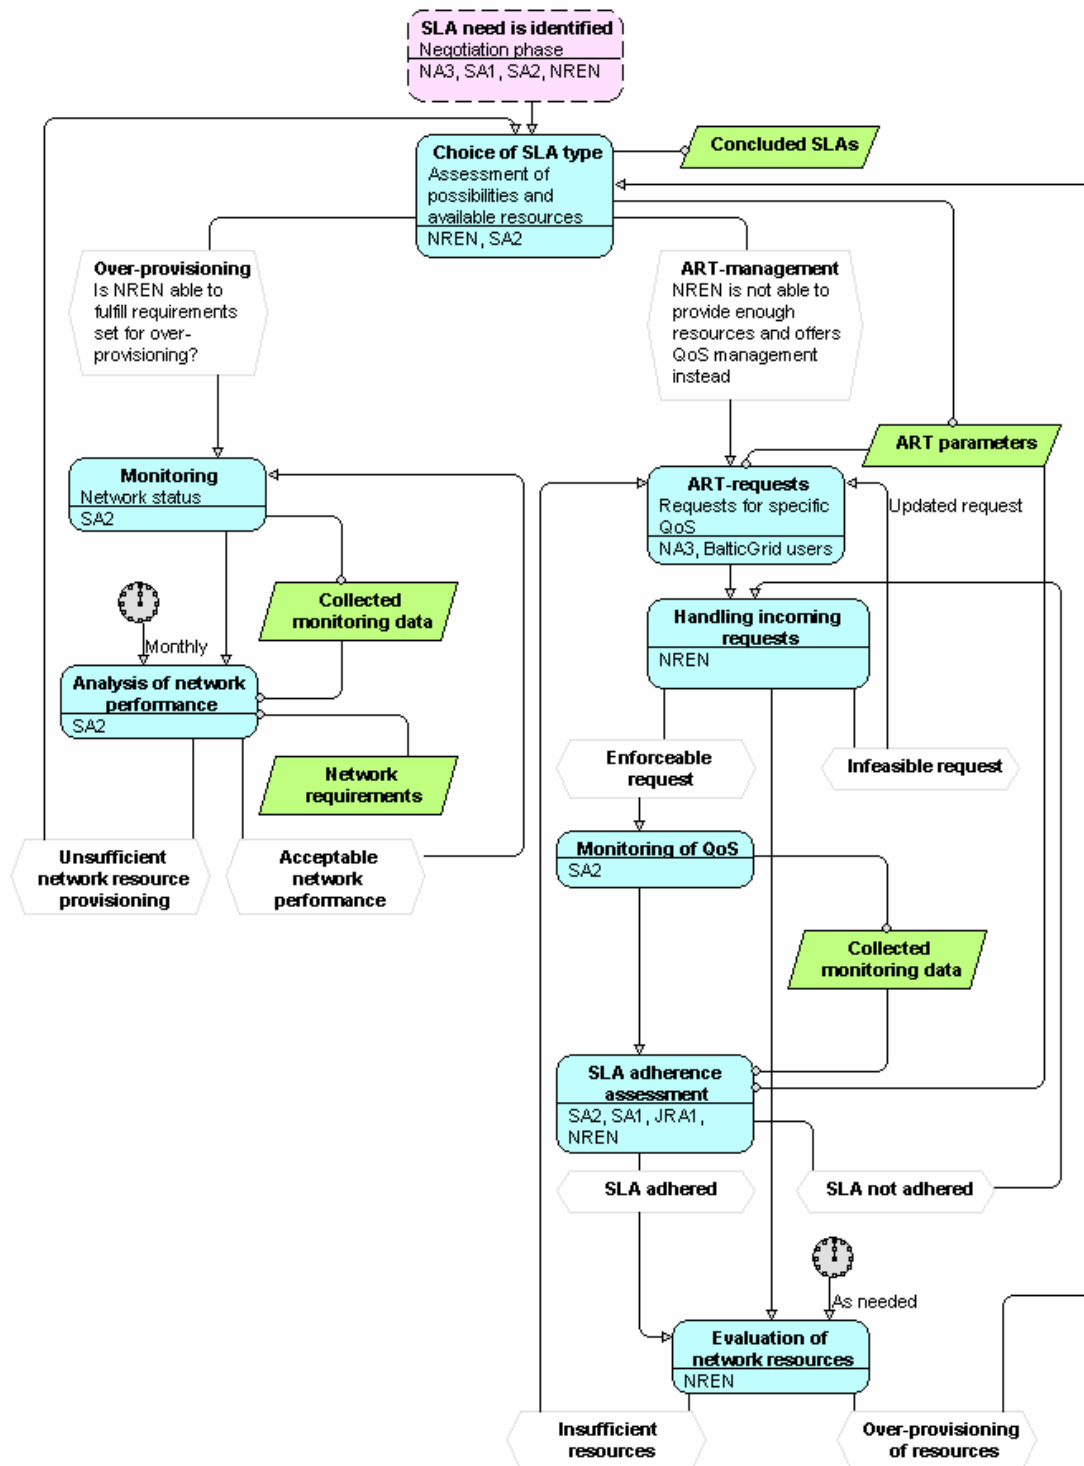 SLA need is identified
Negotiation phase
NA3, SA1, SA2, NREN
Choice of SLA type
Assessment of
possibilities and
available resources
NREN, SA2
Concluded SLAs
Over-provisioning
Is NREN able to
fulfill requirements
set for over-
provisioning?
ART-management
NREN is not able to
provide enough
resources and offers
QoS management
instead
ART parameters
Monitoring
Network status
SA2
ART-requests
Requests for specific
QoS
NA3, BalticGrid users
Updated request
Collected
monitoring data
Monthly
Handling incoming
requests
NREN
Analysis of network
performance
SA2
Network
requirements
Enforceable
request
Infeasible request
Unsufficient
network resource
provisioning
Acceptable
network
performance
Monitoring of QoS
SA2
Collected
monitoring data
SLA adherence
assessment
SA2, SA1, JRA1,
NREN
SLA adhered
SLA not adhered
As needed
Evaluation of
network resources
NREN
Insufficient
resources
Over-provisioning
of resources